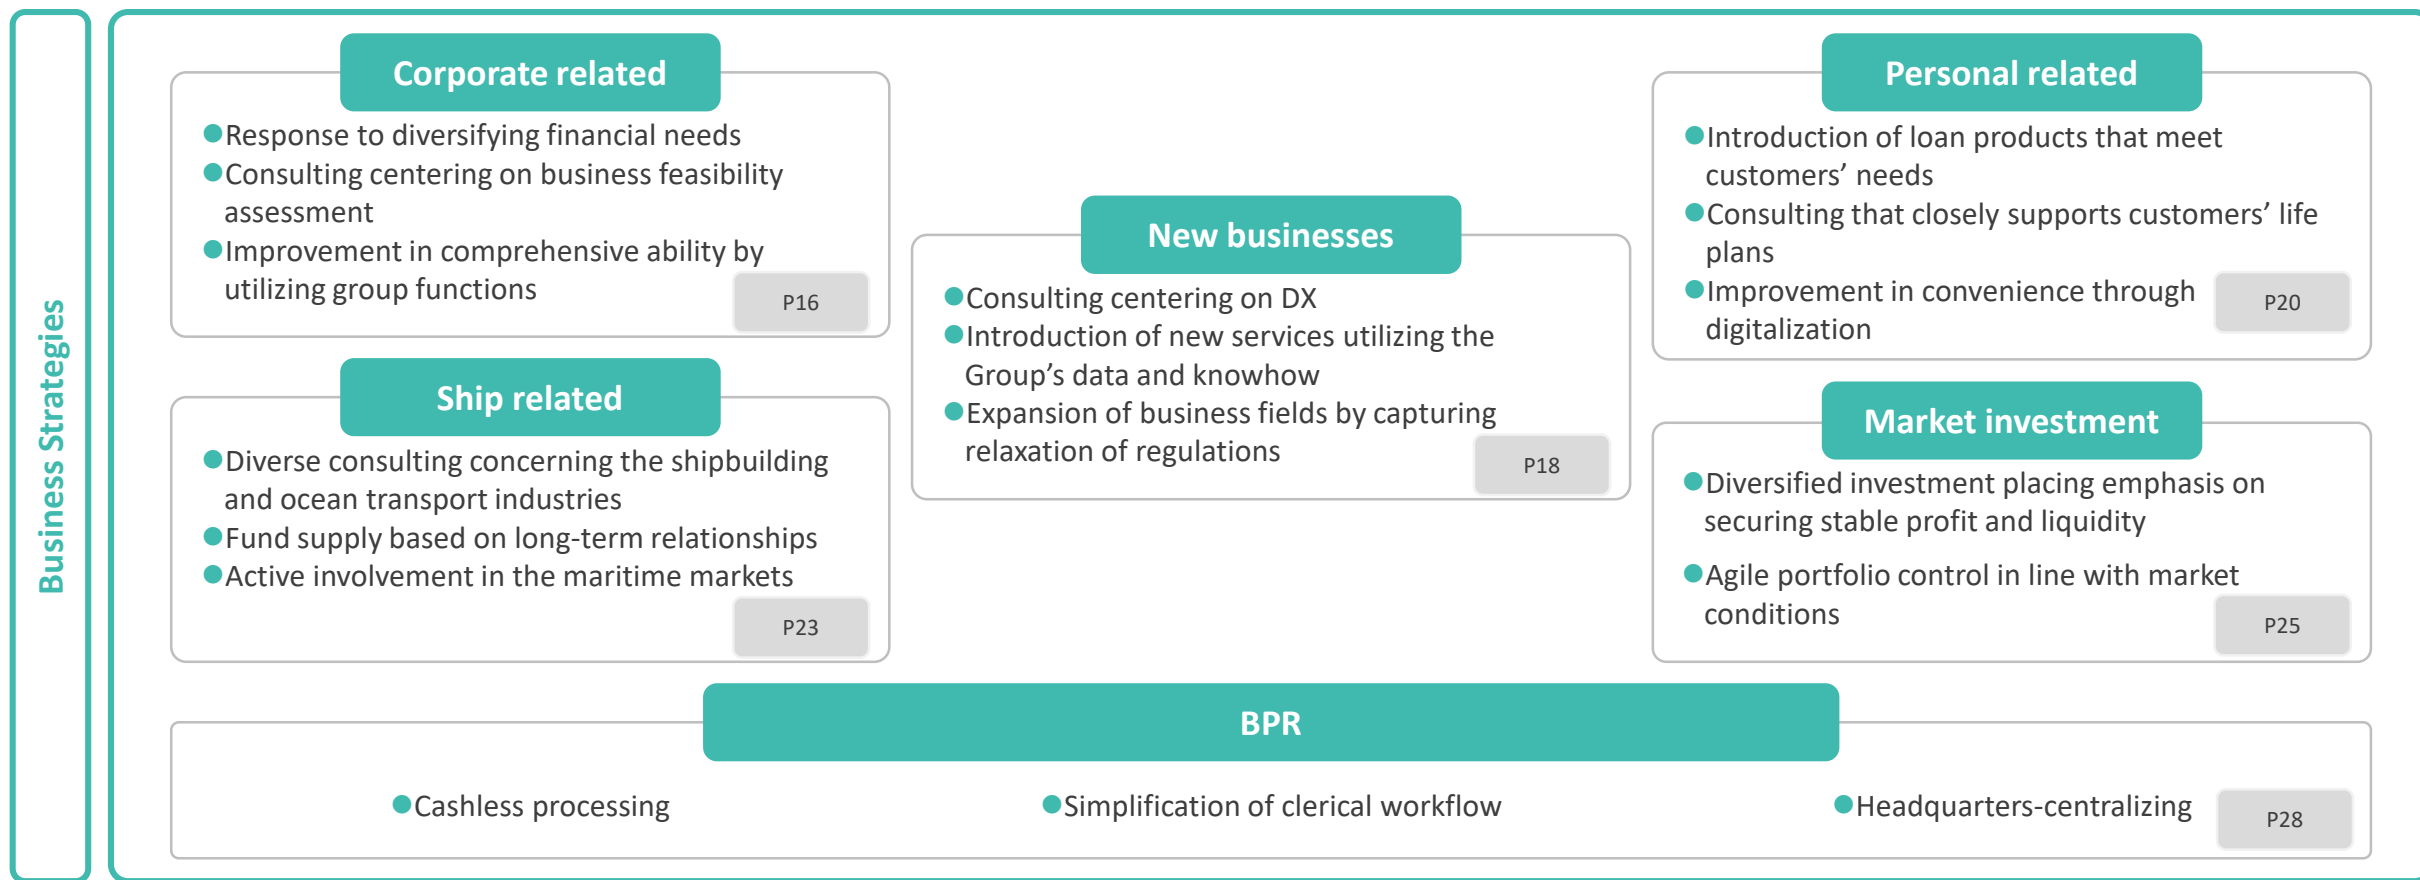 Business Strategies
Corporate related
●Response to diversifying financial needs
●Consulting centering on business feasibility
assessment
●Improvement in comprehensive ability by
utilizing group functions
P16
Ship related
●Diverse consulting concerning the shipbuilding
and ocean transport industries
●Fund supply based on long-term relationships
●Active involvement in the maritime markets
P23
New businesses
●Consulting centering on DX
●Introduction of new services utilizing the
Group’s data and knowhow
●Expansion of business fields by capturing
relaxation of regulations
P18
Personal related
●Introduction of loan products that meet
customers’ needs
●Consulting that closely supports customers’ life
plans
●Improvement in convenience through
digitalization
P20
Market investment
●Diversified investment placing emphasis on
securing stable profit and liquidity
●Agile portfolio control in line with market
conditions
P25
BPR
●Cashless processing
●Simplification of clerical workflow
●Headquarters-centralizing
P28